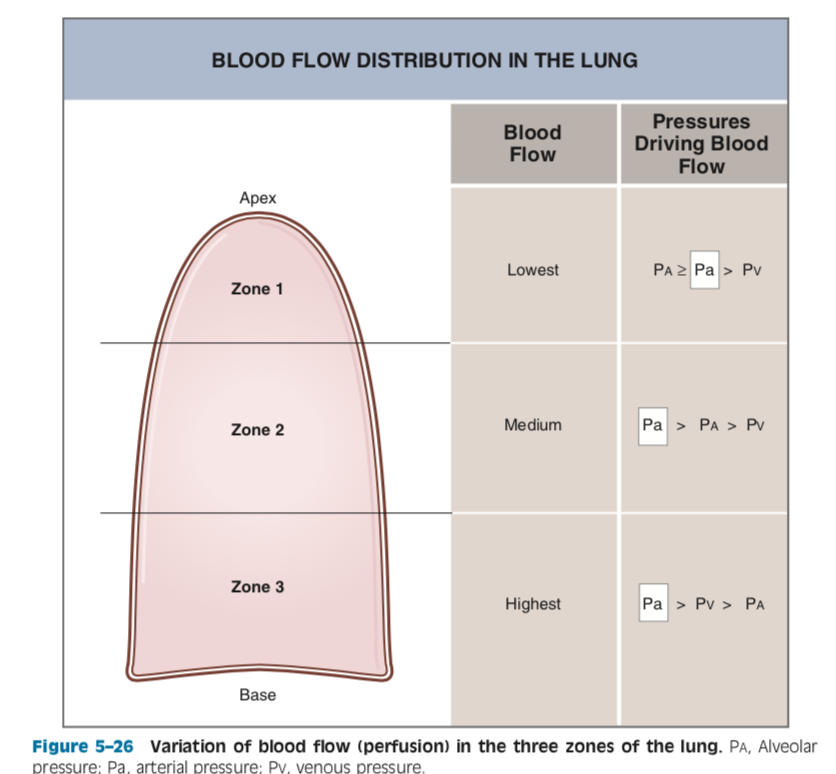 BLOOD FLOW DISTRIBUTION IN THE LUNG
Blood
Flow
Pressures
Driving Blood
Flow
Apex
Zone 1
Lowest
PA ≥ Pa > PV
Zone 2
Medium
Pa > PA > PV
Zone 3
Highest
Pa > PV > PA
Base
Figure 5–26 Variation of blood flow (perfusion) in the three zones of the lung. PA, Alveolar
pressure; Pa, arterial pressure; PV, venous pressure.